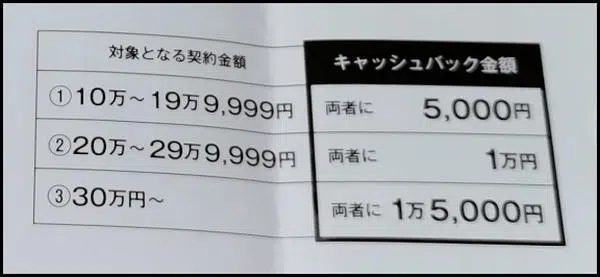 対象となる契約金額 キャッシュバック金額
①10万～19万9,999円 両者に 5,000円
②20万～29万9,999円 両者に 1万円
③30万円～ 両者に 1万5,000円